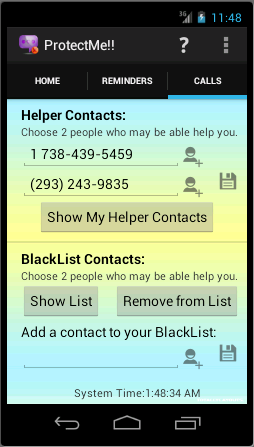 3G 11:48
ProtectMe!! ?
HOME REMINDERS CALLS
Helper Contacts:
Choose 2 people who may be able help you.
1 738-439-5459
(293) 243-9835
Show My Helper Contacts
BlackList Contacts:
Choose 2 people who may be able help you.
Show List Remove from List
Add a contact to your BlackList:
System Time:1:48:34 AM